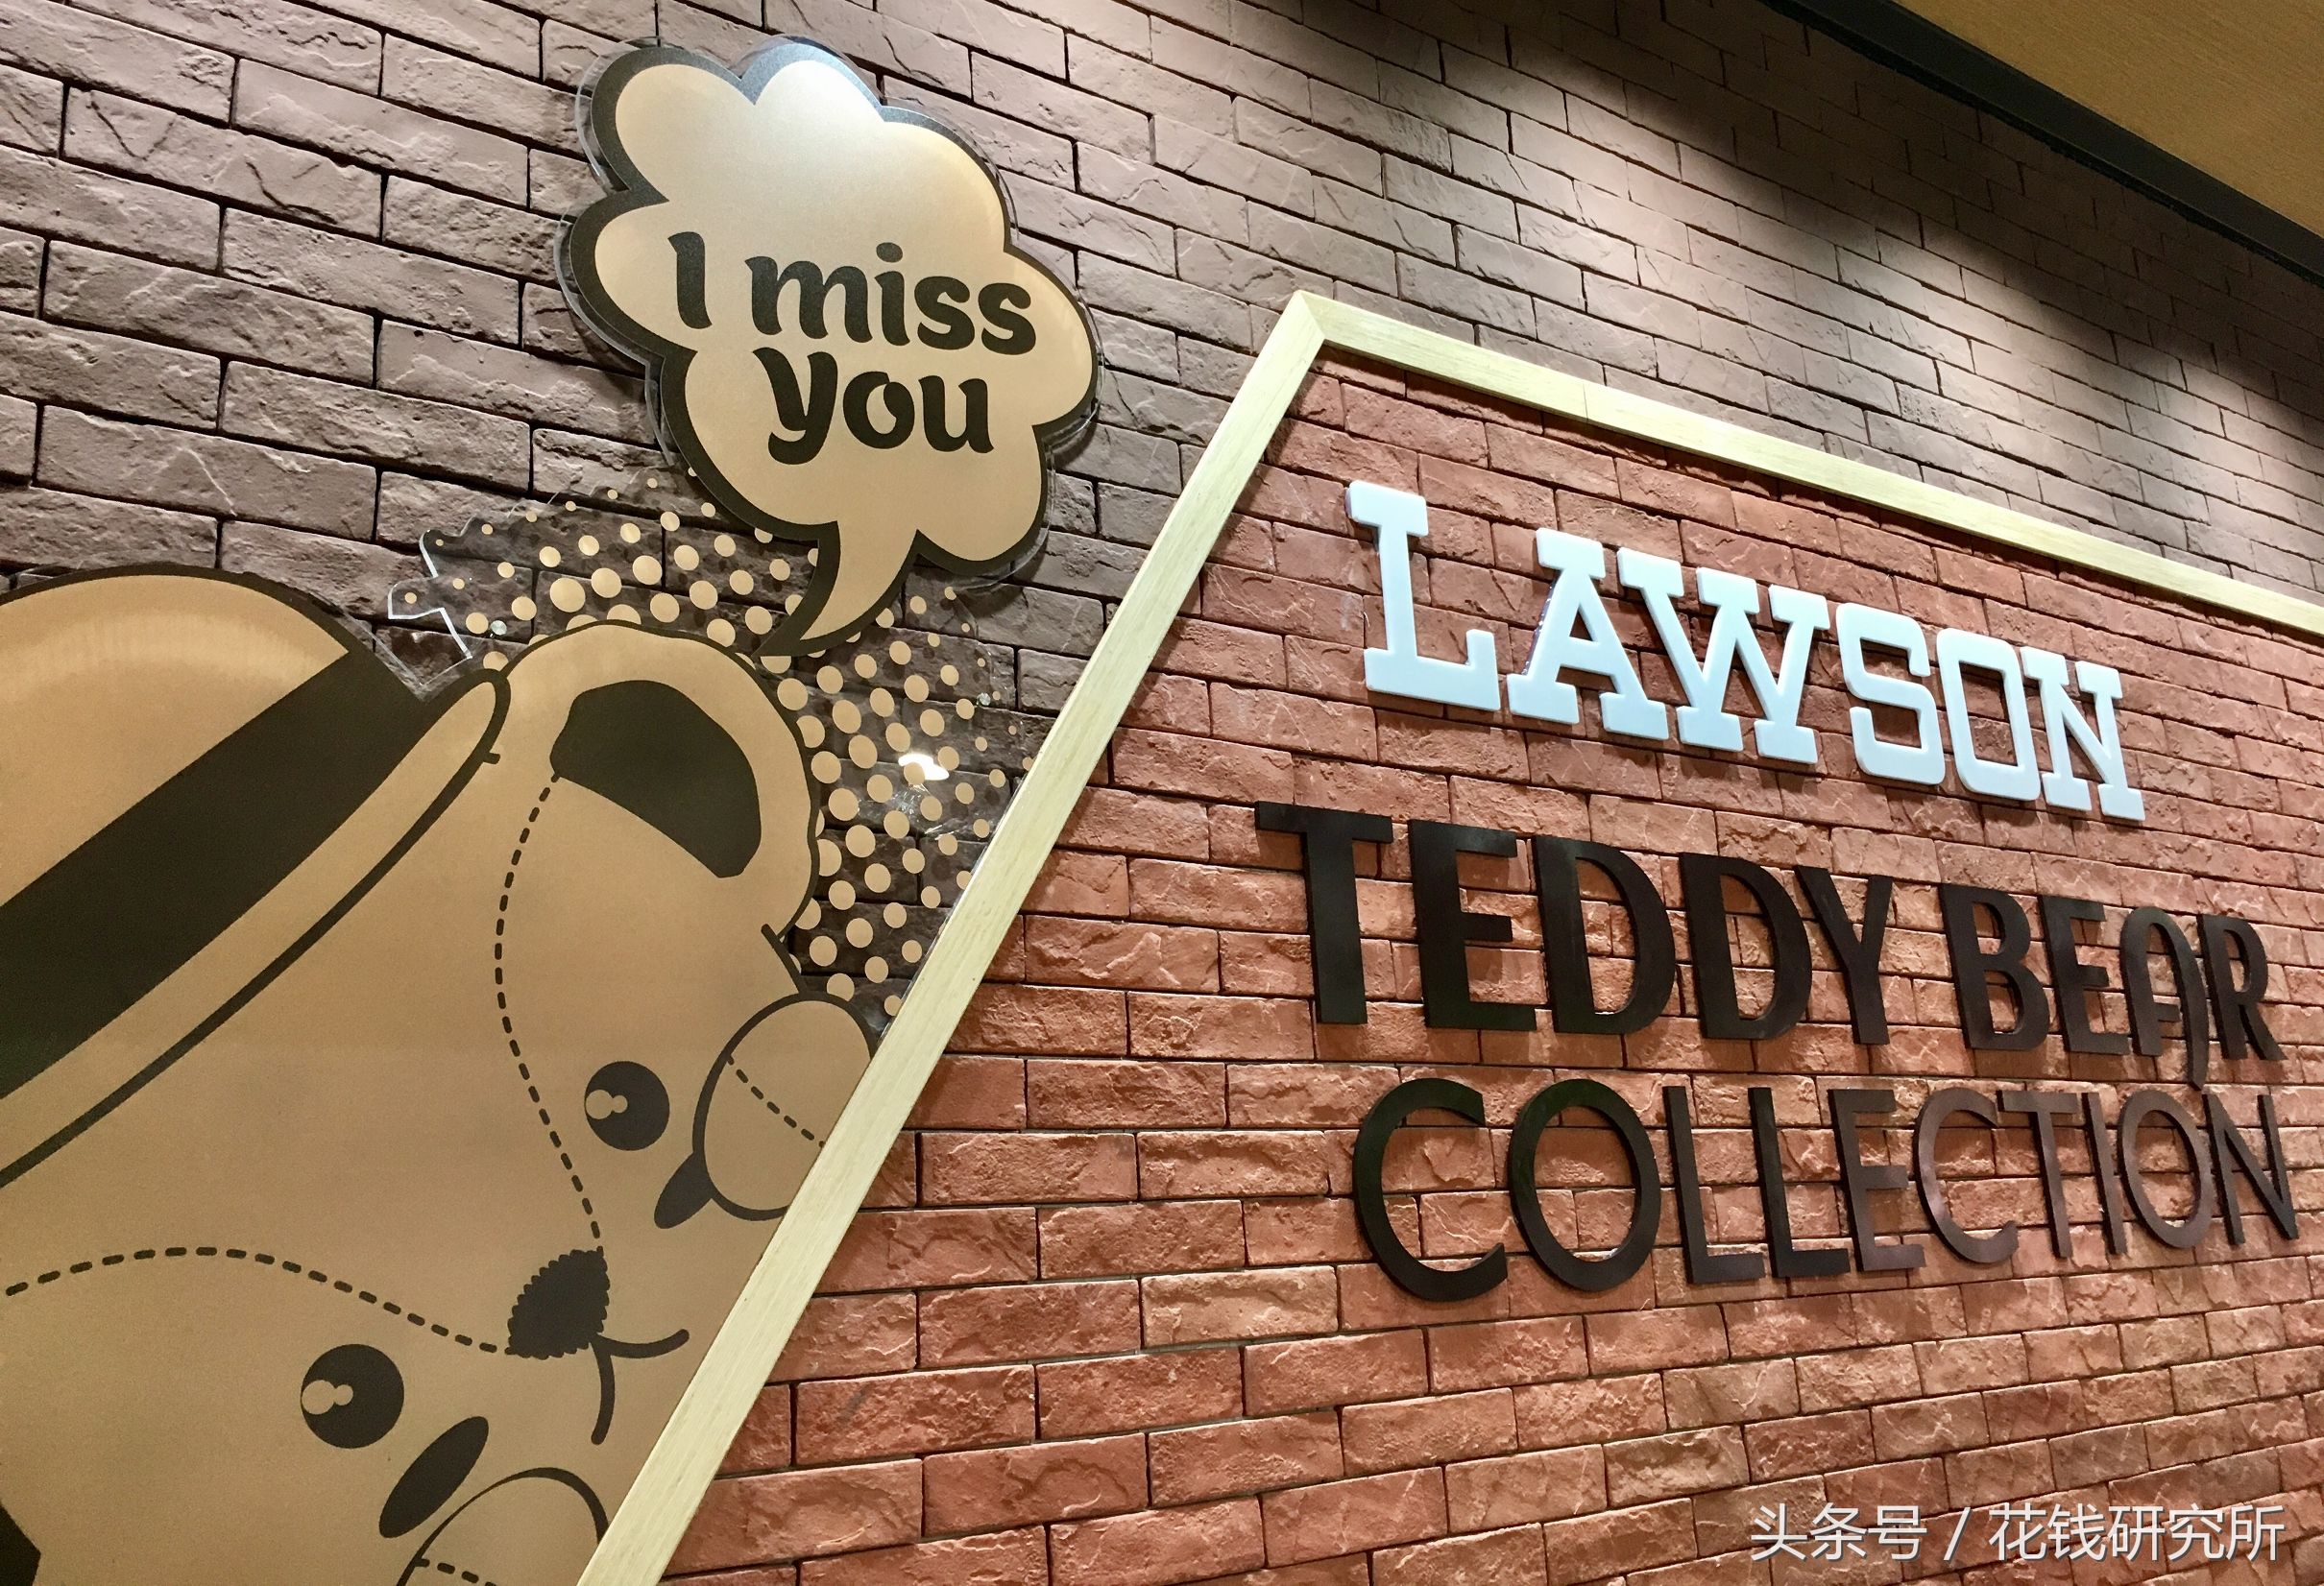 I miss
you
LAWSON
TEDDY BEAR
COLLECTION
头条号 / 花钱研究所